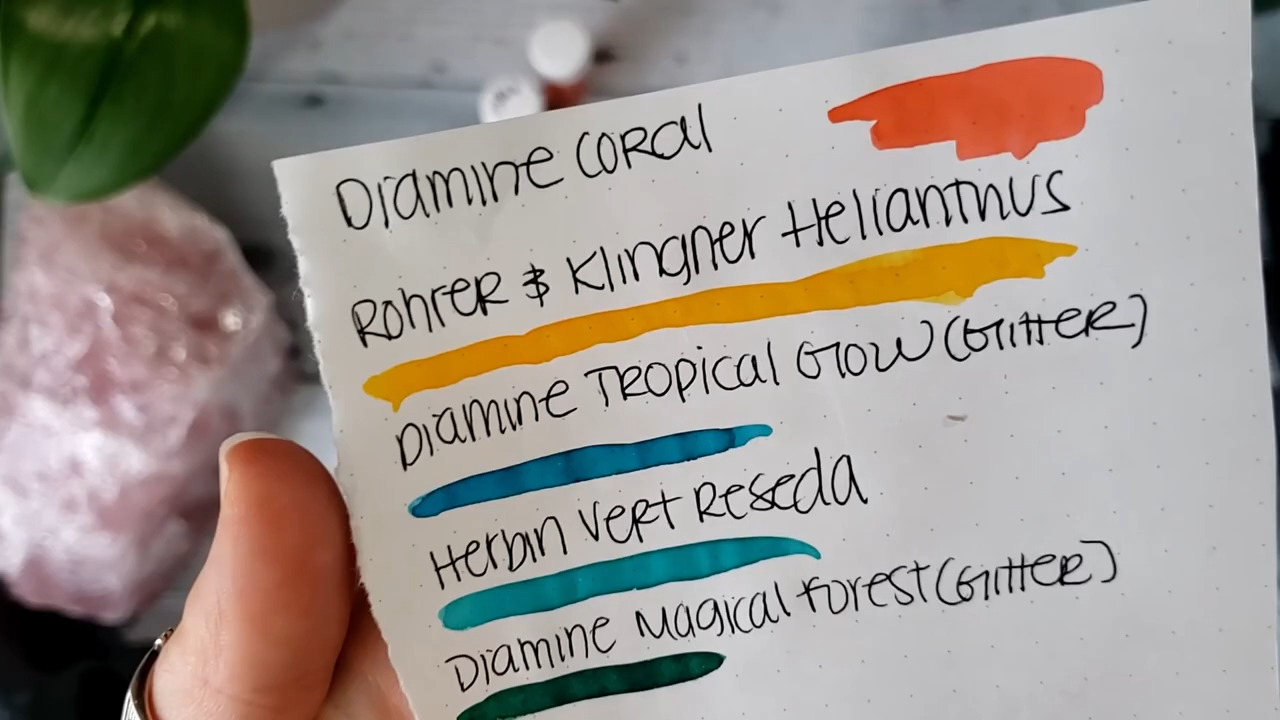 Diamine Coral
Rohrer & Klingner Helianthus
Diamine Tropical Glow (Glitter)
Herbin Vert Reseda
Diamine Magical Forest (Glitter)